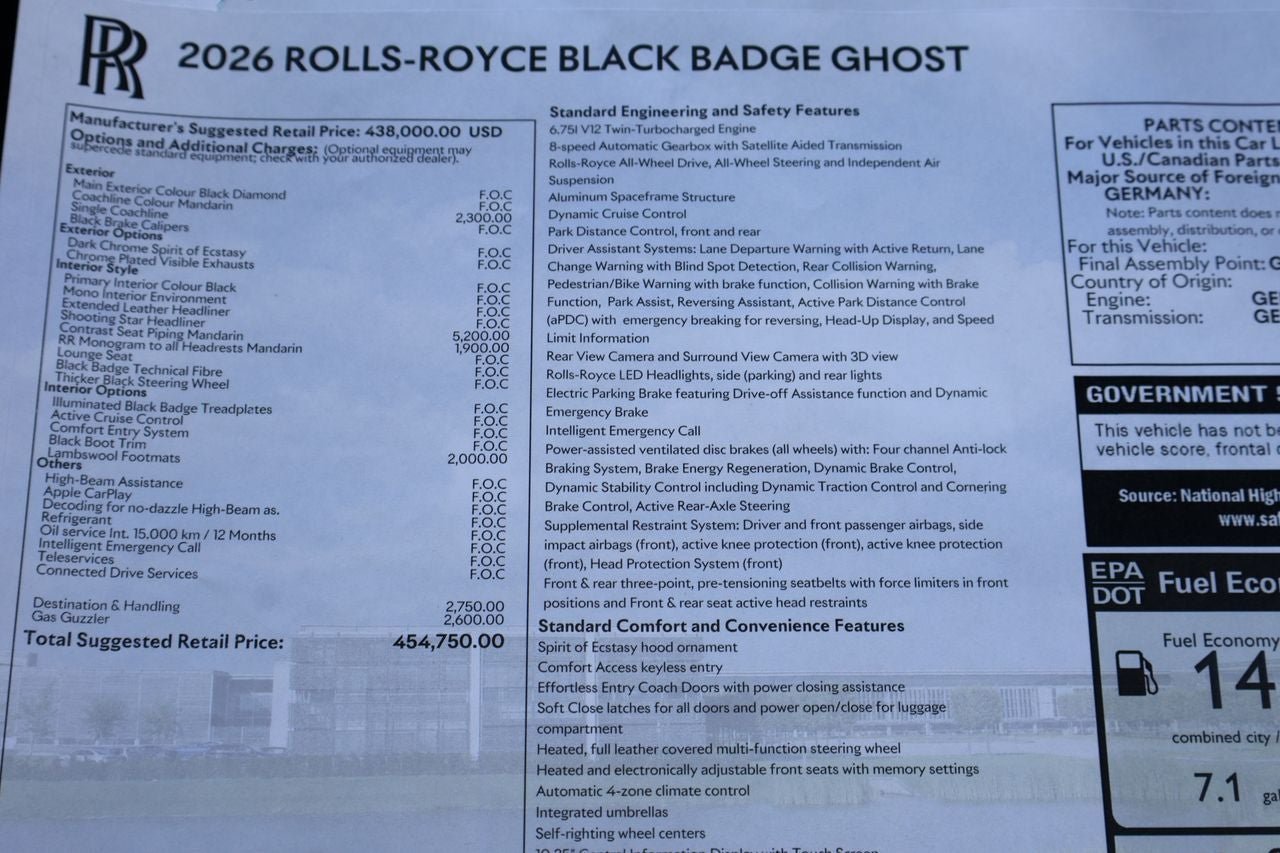 RR
2026 ROLLS-ROYCE BLACK BADGE GHOST
Manufacturer's Suggested Retail Price: 438,000.00 USD
Options and Additional Charges: (Optional equipment may
supercede standard equipment; check with your authorized dealer).
Exterior
Main Exterior Colour Black Diamond F.O.C
Coachline Colour Mandarin F.O.C
Single Coachline 2,300.00
Black Brake Calipers F.O.C
Exterior Options
Dark Chrome Spirit of Ecstasy F.O.C
Chrome Plated Visible Exhausts F.O.C
Interior Style
Primary Interior Colour Black F.O.C
Mono Interior Environment F.O.C
Extended Leather Headliner F.O.C
Shooting Star Headliner F.O.C
Contrast Seat Piping Mandarin 5,200.00
RR Monogram to all Headrests Mandarin 1,900.00
Lounge Seat F.O.C
Black Badge Technical Fibre F.O.C
Thicker Black Steering Wheel F.O.C
Interior Options
Illuminated Black Badge Treadplates F.O.C
Active Cruise Control F.O.C
Comfort Entry System F.O.C
Black Boot Trim F.O.C
Lambswool Footmats 2,000.00
Others
High-Beam Assistance F.O.C
Apple CarPlay F.O.C
Decoding for no-dazzle High-Beam as. F.O.C
Refrigerant F.O.C
Oil service Int. 15.000 km / 12 Months F.O.C
Intelligent Emergency Call F.O.C
Teleservices F.O.C
Connected Drive Services F.O.C
Destination & Handling 2,750.00
Gas Guzzler 2,600.00
Total Suggested Retail Price: 454,750.00
Standard Engineering and Safety Features
6.75l V12 Twin-Turbocharged Engine
8-speed Automatic Gearbox with Satellite Aided Transmission
Rolls-Royce All-Wheel Drive, All-Wheel Steering and Independent Air
Suspension
Aluminum Spaceframe Structure
Dynamic Cruise Control
Park Distance Control, front and rear
Driver Assistant Systems: Lane Departure Warning with Active Return, Lane
Change Warning with Blind Spot Detection, Rear Collision Warning,
Pedestrian/Bike Warning with brake function, Collision Warning with Brake
Function, Park Assist, Reversing Assistant, Active Park Distance Control
(aPDC) with emergency breaking for reversing, Head-Up Display, and Speed
Limit Information
Rear View Camera and Surround View Camera with 3D view
Rolls-Royce LED Headlights, side (parking) and rear lights
Electric Parking Brake featuring Drive-off Assistance function and Dynamic
Emergency Brake
Intelligent Emergency Call
Power-assisted ventilated disc brakes (all wheels) with: Four channel Anti-lock
Braking System, Brake Energy Regeneration, Dynamic Brake Control,
Dynamic Stability Control including Dynamic Traction Control and Cornering
Brake Control, Active Rear-Axle Steering
Supplemental Restraint System: Driver and front passenger airbags, side
impact airbags (front), active knee protection (front), active knee protection
(front), Head Protection System (front)
Front & rear three-point, pre-tensioning seatbelts with force limiters in front
positions and Front & rear seat active head restraints
Standard Comfort and Convenience Features
Spirit of Ecstasy hood ornament
Comfort Access keyless entry
Effortless Entry Coach Doors with power closing assistance
Soft Close latches for all doors and power open/close for luggage
compartment
Heated, full leather covered multi-function steering wheel
Heated and electronically adjustable front seats with memory settings
Automatic 4-zone climate control
Integrated umbrellas
Self-righting wheel centers
10.25" Control Information Display with Touch Screen
PARTS CONTE
For Vehicles in this Car L
U.S./Canadian Parts
Major Source of Foreign
GERMANY:
Note: Parts content does n
assembly, distribution, or
For this Vehicle:
Final Assembly Point: G
Country of Origin:
Engine: GE
Transmission: GE
GOVERNMENT
This vehicle has not be
vehicle score, frontal
Source: National High
www.saf
EPA
DOT
Fuel Eco
Fuel Economy
14
combined city /
7.1 gal